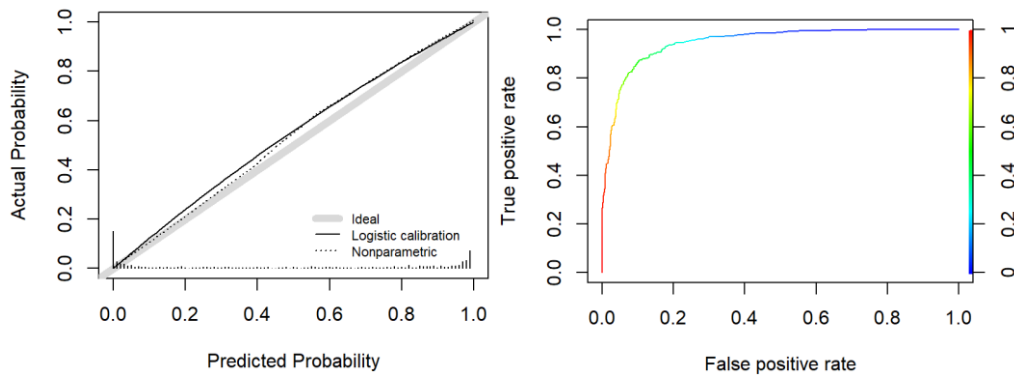 Actual Probability
1.0
0.8
0.6
0.4
0.2
0.0
Ideal
Logistic calibration
Nonparametric
0.0 0.2 0.4 0.6 0.8 1.0
Predicted Probability
True positive rate
1.0
0.8
0.6
0.4
0.2
0.0
0.0 0.2 0.4 0.6 0.8 1.0
False positive rate
1
0.8
0.6
0.4
0.2
0